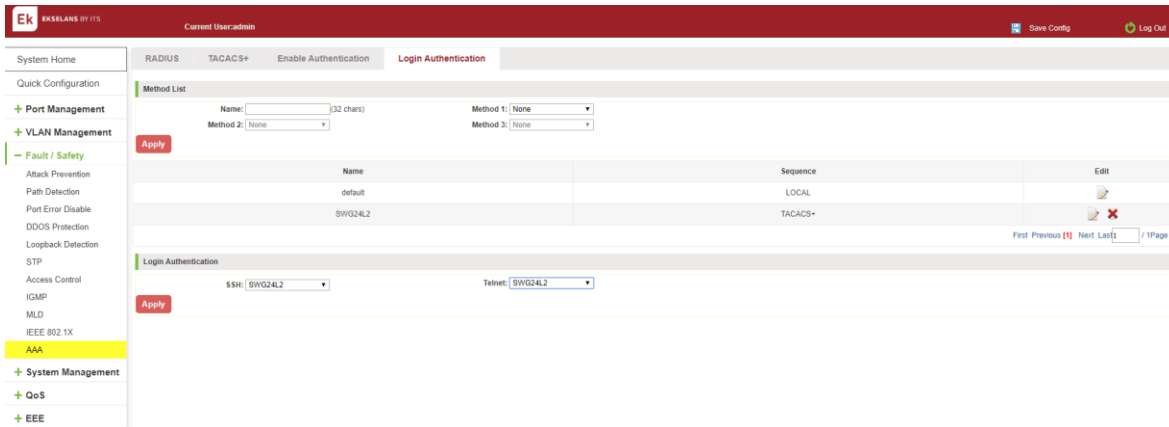 Ek EKSELANS BY ITS
Current User:admin
Save Config
Log Out
System Home
Quick Configuration
+ Port Management
+ VLAN Management
− Fault / Safety
Attack Prevention
Path Detection
Port Error Disable
DDOS Protection
Loopback Detection
STP
Access Control
IGMP
MLD
IEEE 802.1X
AAA
+ System Management
+ QoS
+ EEE
RADIUS TACACS+ Enable Authentication Login Authentication
Method List
Name: (32 chars) Method 1: None
Method 2: None Method 3: None
Apply
Name Sequence Edit
default LOCAL
SWG24L2 TACACS+
First Previous [1] Next Last 1 / 1Page
Login Authentication
SSH: SWG24L2 Telnet: SWG24L2
Apply